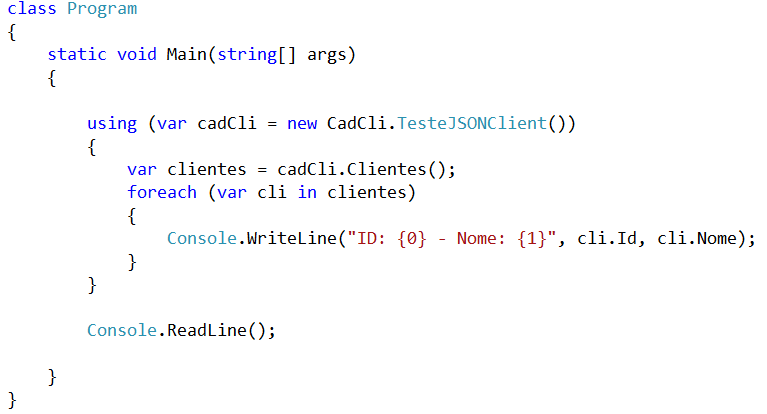 class Program
{
    static void Main(string[] args)
    {
        using (var cadCli = new CadCli.TesteJSONClient())
        {
            var clientes = cadCli.Clientes();
            foreach (var cli in clientes)
            {
                Console.WriteLine("ID: {0} - Nome: {1}", cli.Id, cli.Nome);
            }
        }
        Console.ReadLine();
    }
}